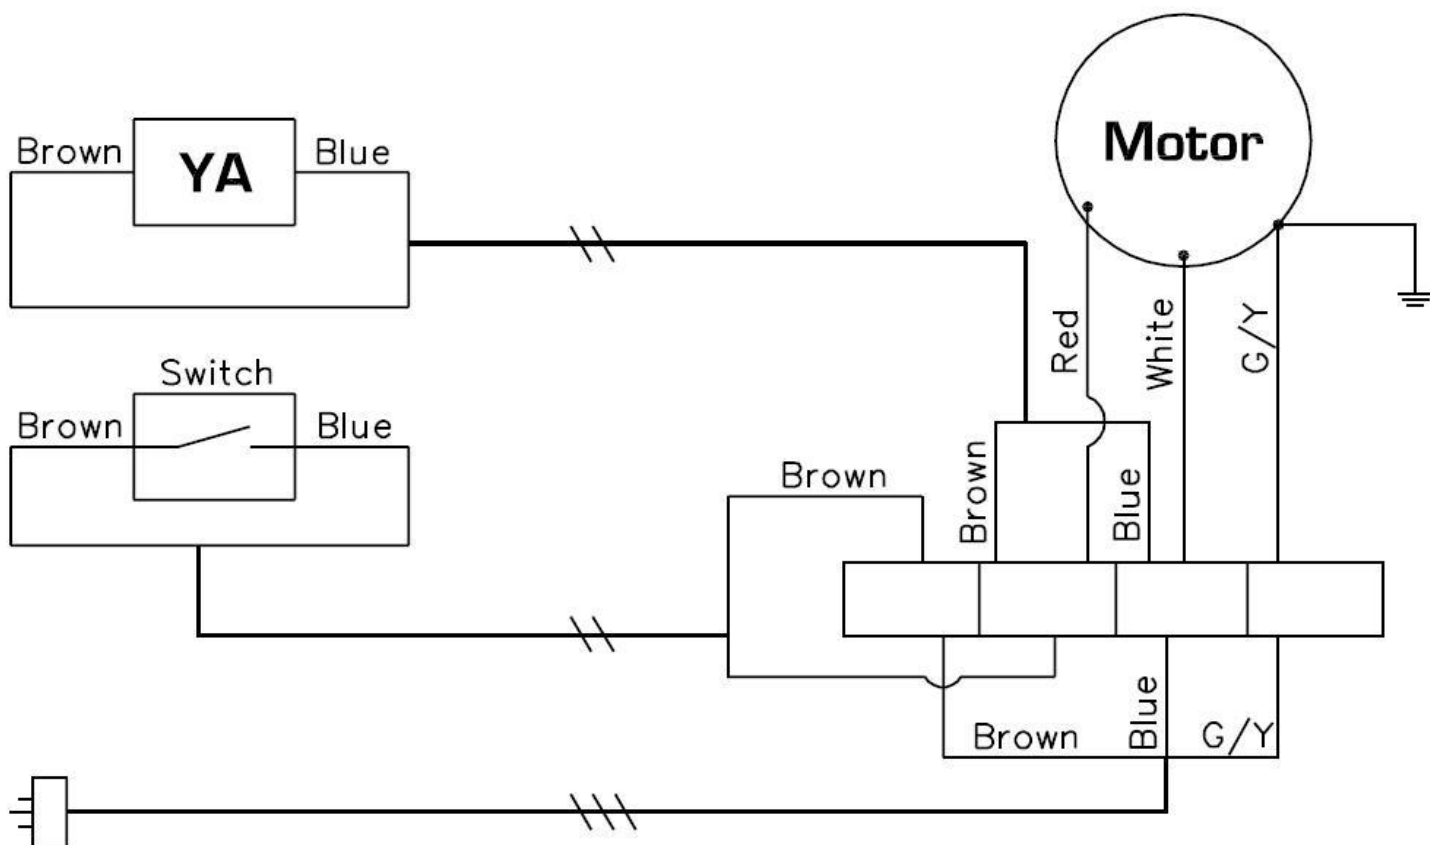 Brown
YA
Blue
Motor
Switch
Brown
Blue
Red
White
G/Y
Brown
Brown
Blue
Brown
Blue
G/Y